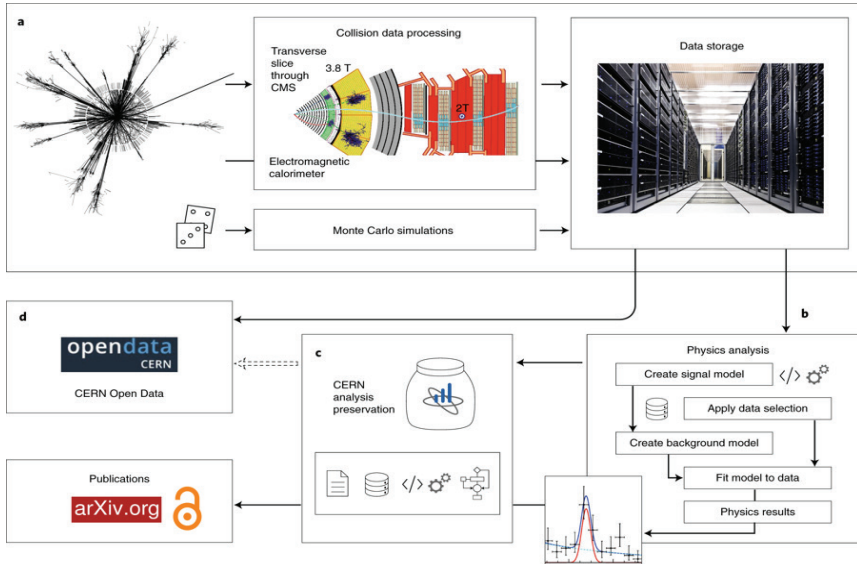 a
Collision data processing
Transverse
slice
through
CMS
3.8 T
2T
Electromagnetic
calorimeter
Data storage
Monte Carlo simulations
d
opendata
CERN
CERN Open Data
c
CERN
analysis
preservation
</>
b
Physics analysis
Create signal model
</>
Apply data selection
Create background model
Fit model to data
Physics results
Publications
arXiv.org